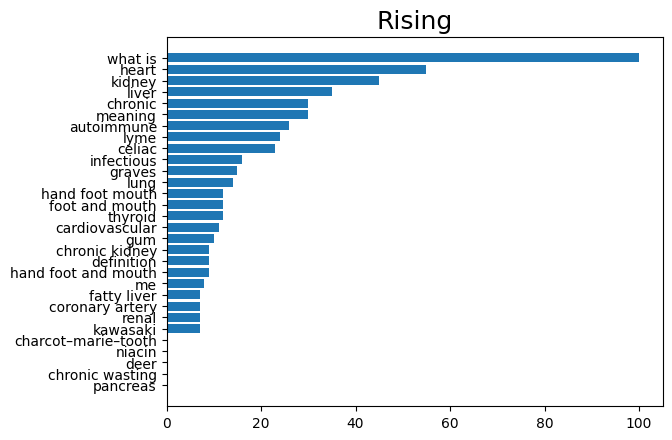 Rising
what is
heart
kidney
liver
chronic
meaning
autoimmune
lyme
celiac
infectious
graves
lung
hand foot mouth
foot and mouth
thyroid
cardiovascular
gum
chronic kidney
definition
hand foot and mouth
me
fatty liver
coronary artery
renal
kawasaki
charcot–marie–tooth
niacin
deer
chronic wasting
pancreas
0 20 40 60 80 100